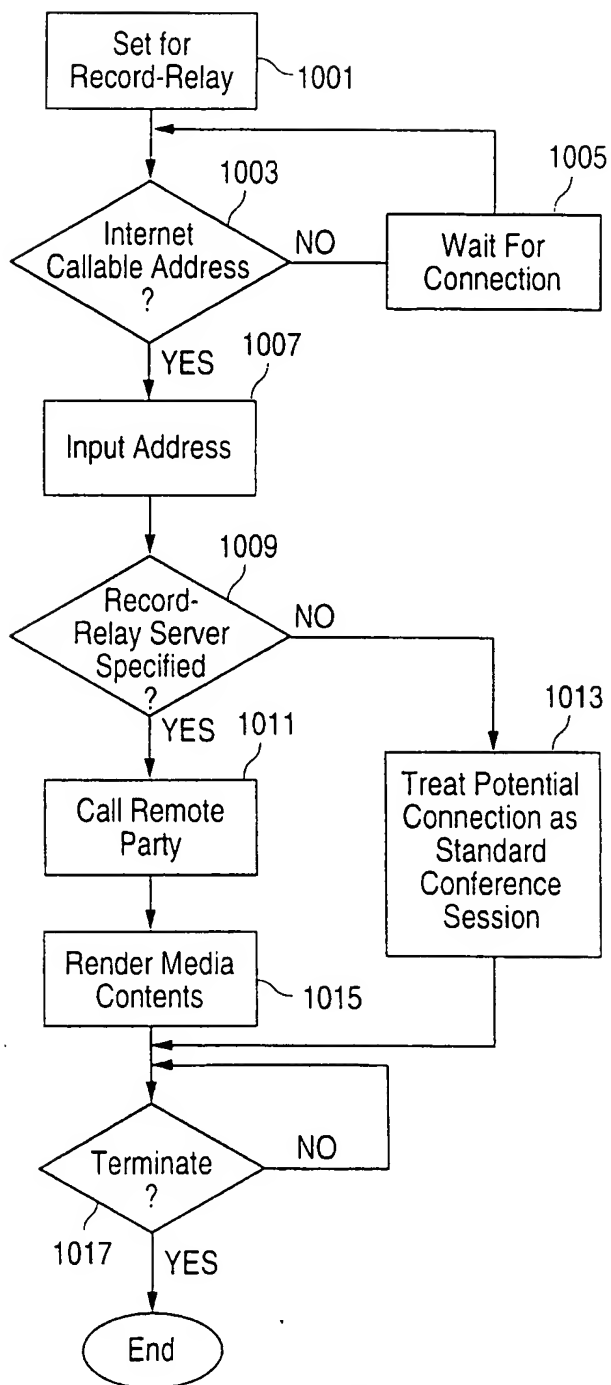 Set for
Record-Relay
1001
1003
1005
Internet
Callable Address
?
NO
Wait For
Connection
YES
1007
Input Address
1009
Record-
Relay Server
Specified
?
NO
YES
1011
1013
Call Remote
Party
Treat Potential
Connection as
Standard
Conference
Session
Render Media
Contents
1015
Terminate
?
NO
1017
YES
End